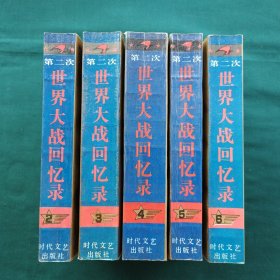 第二次
世界大战回忆录
2
时代文艺
出版社
第二次
世界大战回忆录
3
时代文艺
出版社
第二次
世界大战回忆录
4
时代文艺
出版社
第二次
世界大战回忆录
5
时代文艺
出版社
第二次
世界大战回忆录
6
时代文艺
出版社